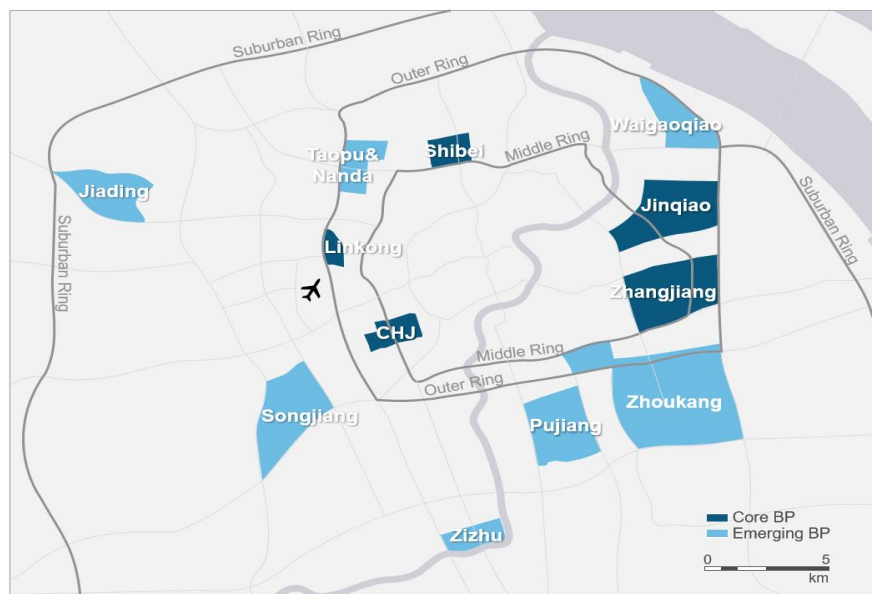 Suburban Ring
Outer Ring
Waigaoqiao
Taopu&
Nanda
Shibei
Middle Ring
Jiading
Suburban Ring
Jinqiao
Suburban Ring
Linkong
Zhangjiang
CHJ
Middle Ring
Outer Ring
Songjiang
Pujiang
Zhoukang
Zizhu
Core BP
Emerging BP
0 5
km